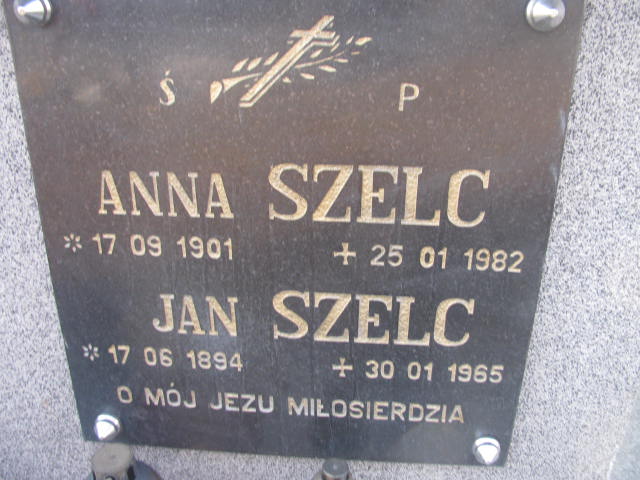 Ś P
ANNA SZELC
* 17 09 1901 + 25 01 1982
JAN SZELC
* 17 06 1894 + 30 01 1965
O MÓJ JEZU MIŁOSIERDZIA